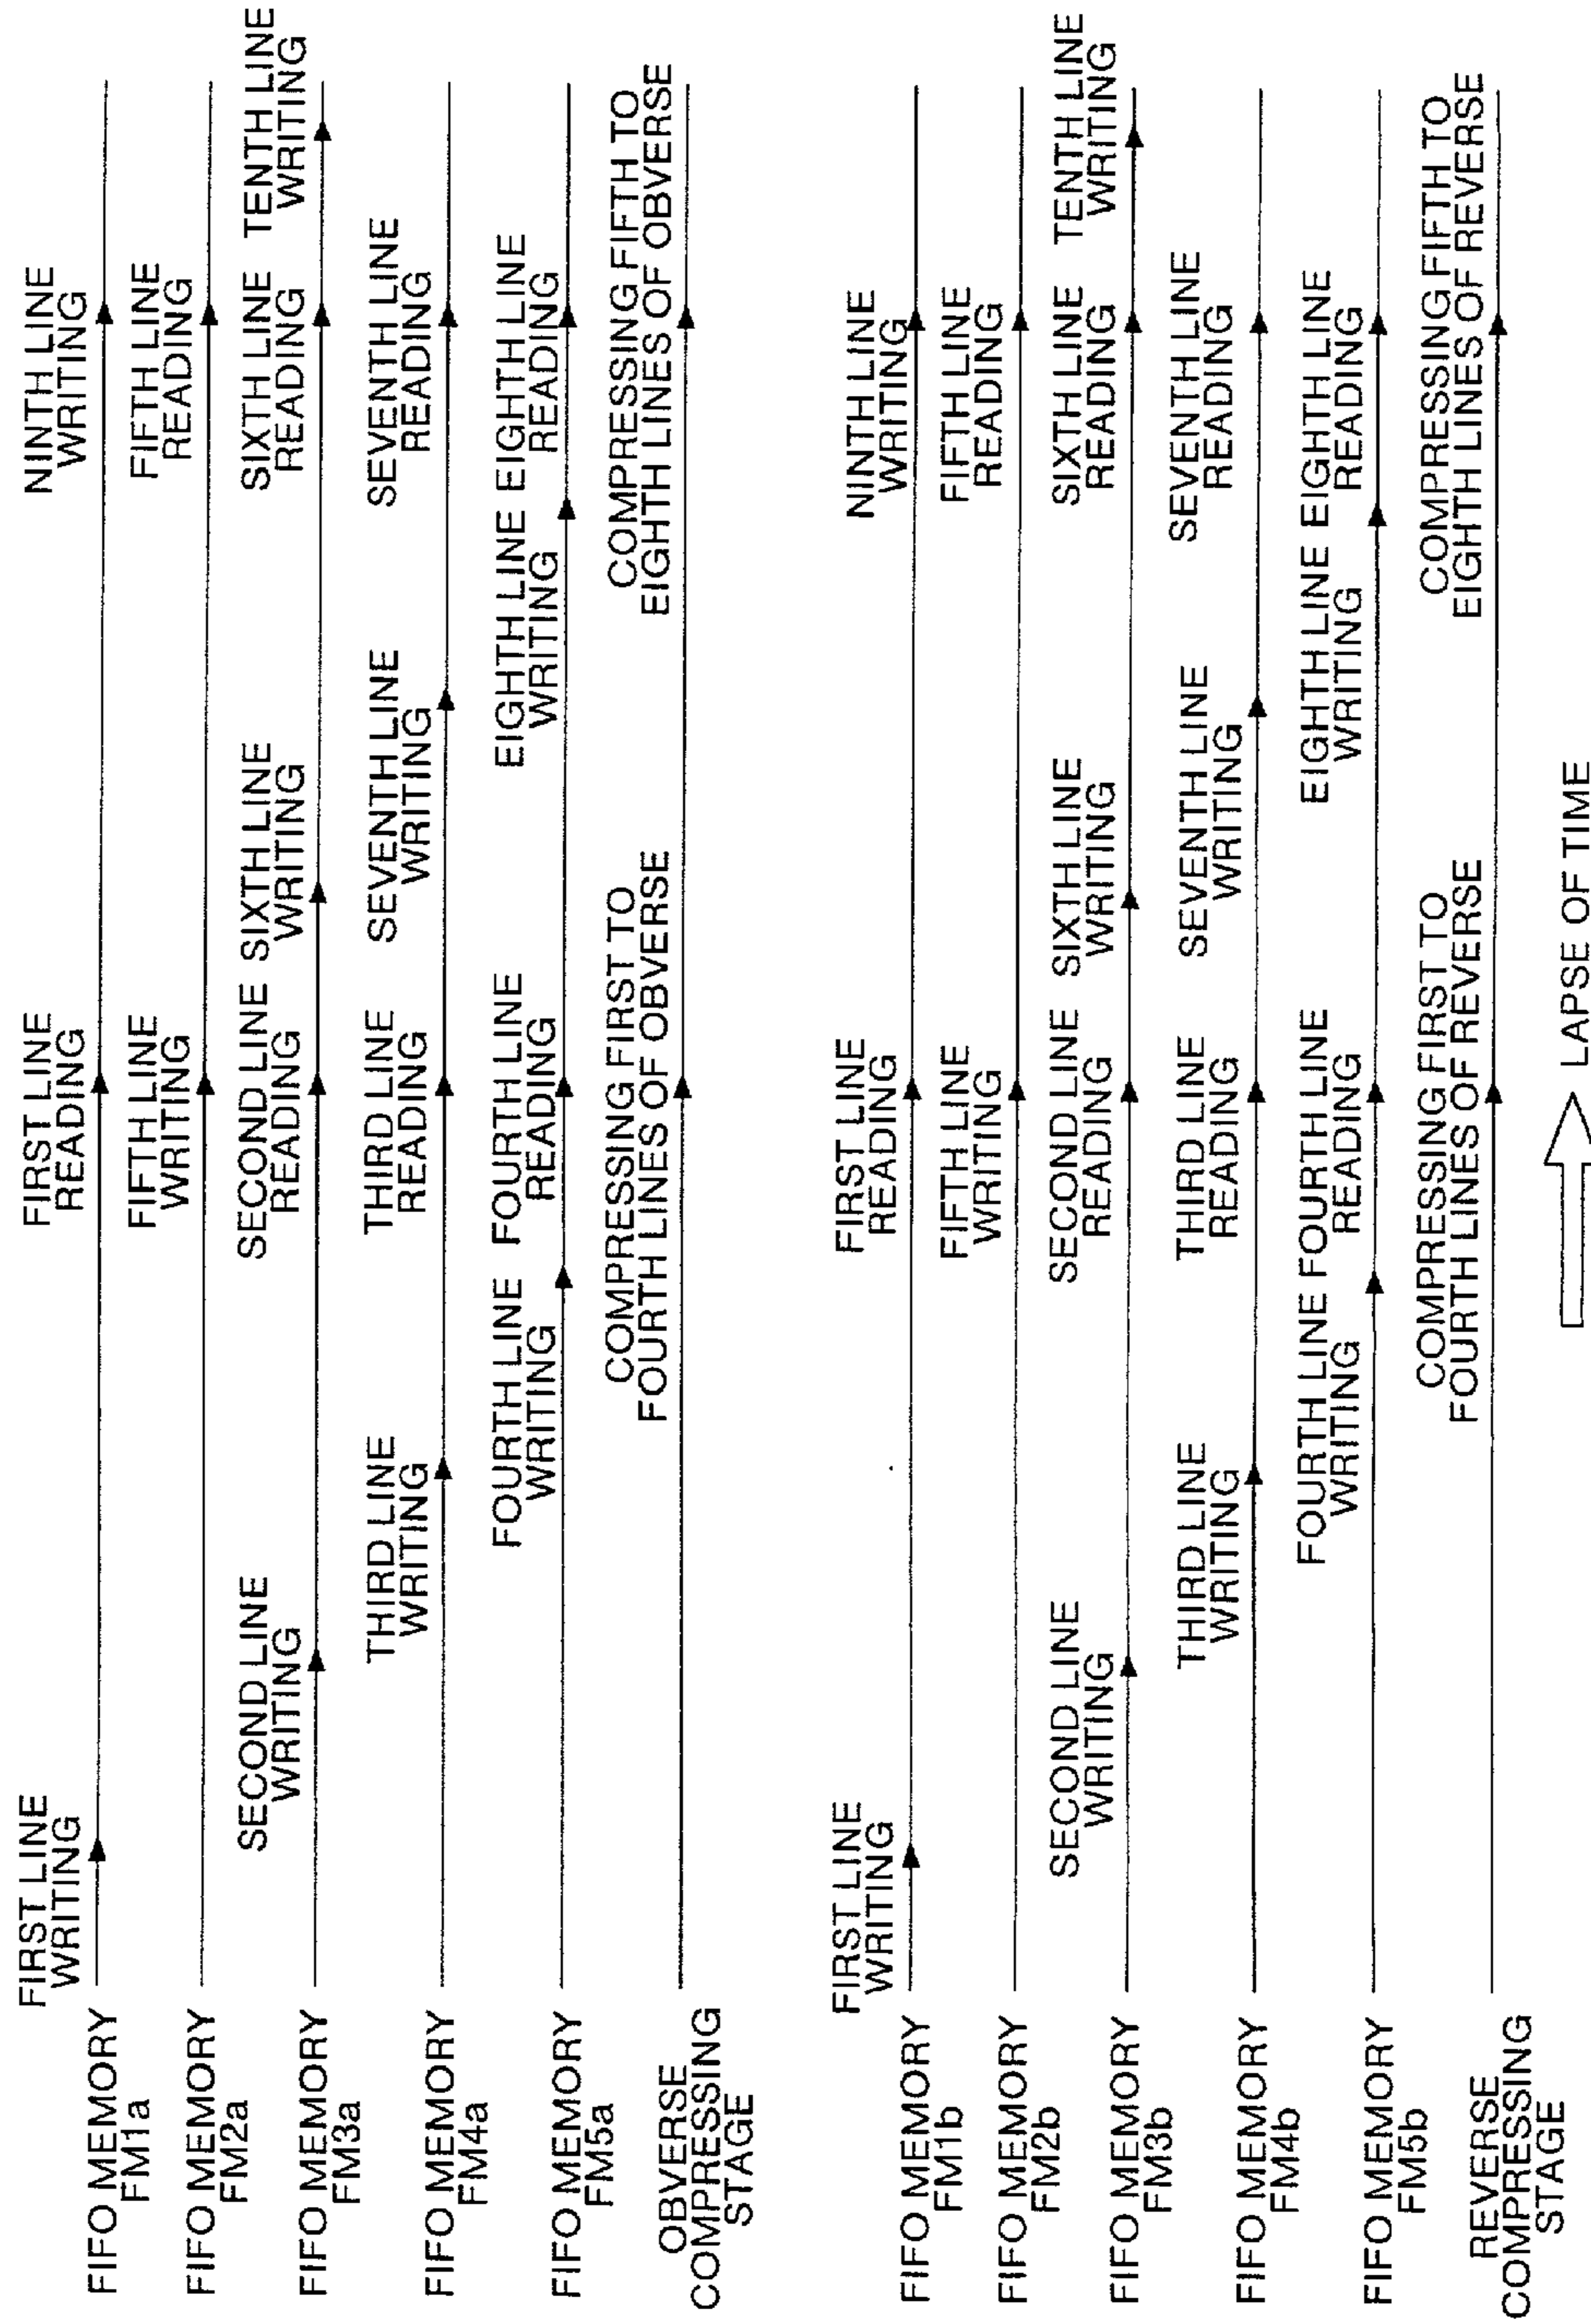 FIRST LINE
WRITING
FIRST LINE
READING
NINTH LINE
WRITING
FIFO MEMORY
FM1a
FIFTH LINE
WRITING
FIFTH LINE
READING
FIFO MEMORY
FM2a
SECOND LINE
WRITING
SECOND LINE
READING
SIXTH LINE
WRITING
SIXTH LINE
READING
TENTH LINE
WRITING
FIFO MEMORY
FM3a
THIRD LINE
WRITING
THIRD LINE
READING
SEVENTH LINE
WRITING
SEVENTH LINE
READING
FIFO MEMORY
FM4a
FOURTH LINE
WRITING
FOURTH LINE
READING
EIGHTH LINE
WRITING
EIGHTH LINE
READING
FIFO MEMORY
FM5a
COMPRESSING FIRST TO
FOURTH LINES OF OBVERSE
COMPRESSING FIFTH TO
EIGHTH LINES OF OBVERSE
OBVERSE
COMPRESSING
STAGE
FIRST LINE
WRITING
FIRST LINE
READING
NINTH LINE
WRITING
FIFO MEMORY
FM1b
FIFTH LINE
WRITING
FIFTH LINE
READING
FIFO MEMORY
FM2b
SECOND LINE
WRITING
SECOND LINE
READING
SIXTH LINE
WRITING
SIXTH LINE
READING
TENTH LINE
WRITING
FIFO MEMORY
FM3b
THIRD LINE
WRITING
THIRD LINE
READING
SEVENTH LINE
WRITING
SEVENTH LINE
READING
FIFO MEMORY
FM4b
FOURTH LINE
WRITING
FOURTH LINE
READING
EIGHTH LINE
WRITING
EIGHTH LINE
READING
FIFO MEMORY
FM5b
COMPRESSING FIRST TO
FOURTH LINES OF REVERSE
COMPRESSING FIFTH TO
EIGHTH LINES OF REVERSE
REVERSE
COMPRESSING
STAGE
LAPSE OF TIME